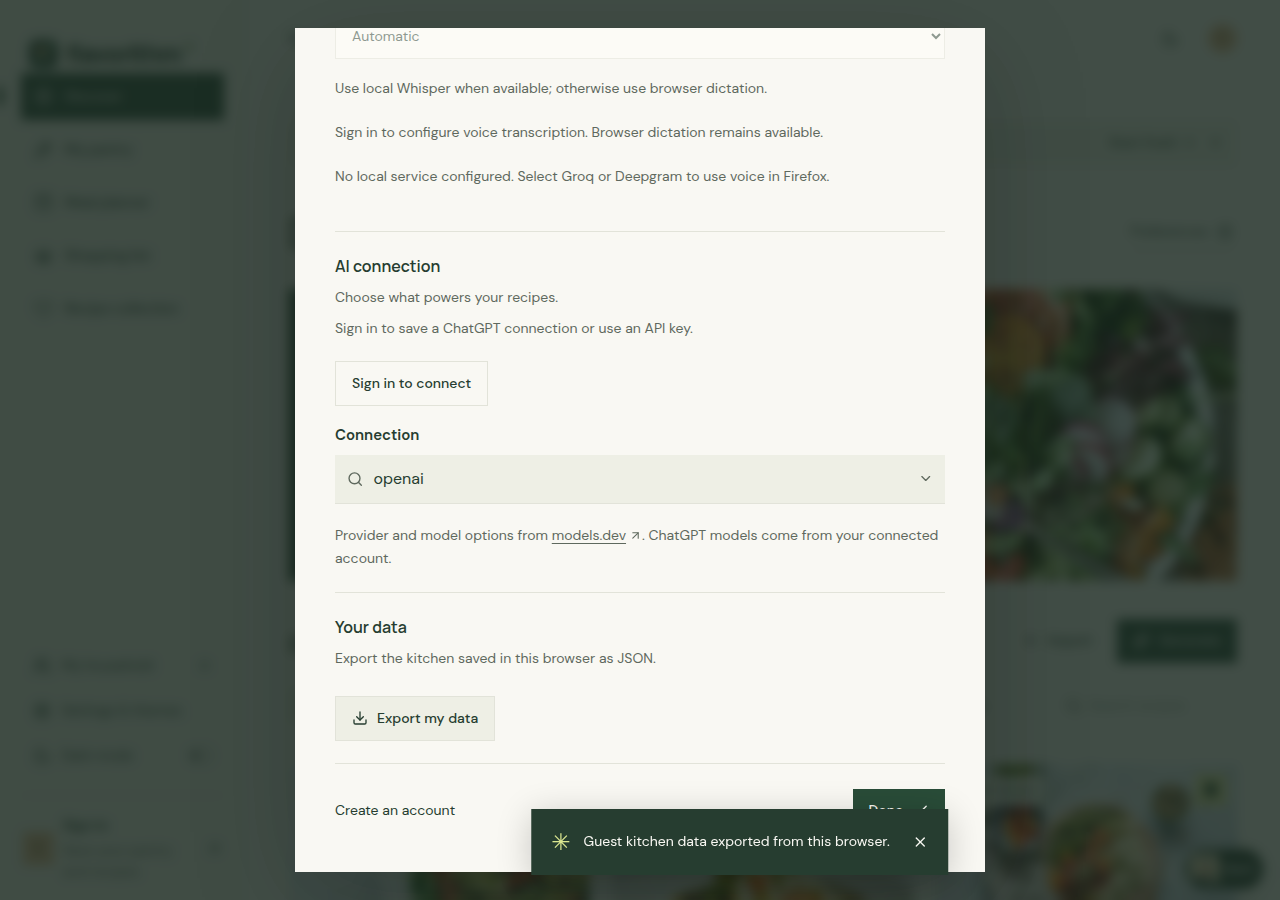 Automatic
Use local Whisper when available; otherwise use browser dictation.
Sign in to configure voice transcription. Browser dictation remains available.
No local service configured. Select Groq or Deepgram to use voice in Firefox.
AI connection
Choose what powers your recipes.
Sign in to save a ChatGPT connection or use an API key.
Sign in to connect
Connection
openai
Provider and model options from models.dev ↗. ChatGPT models come from your connected
account.
Your data
Export the kitchen saved in this browser as JSON.
Export my data
Create an account
Done
Guest kitchen data exported from this browser.